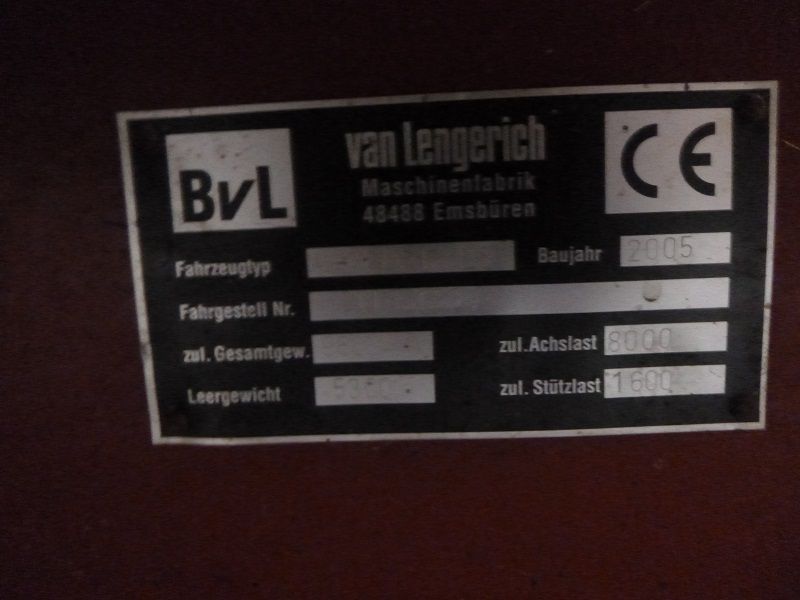 BvL
van Lengerich
Maschinenfabrik
48488 Emsbüren
CE
Fahrzeugtyp
Baujahr 2005
Fahrgestell Nr.
zul. Gesamtgew.
zul. Achslast 8000
Leergewicht
zul. Stützlast 1600